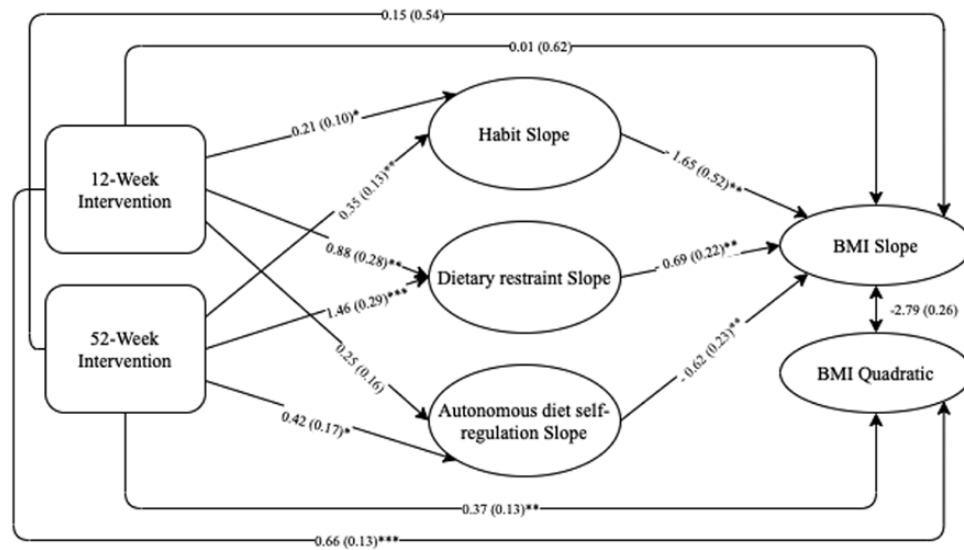 0.15 (0.54)
0.01 (0.62)
12-Week
Intervention
52-Week
Intervention
0.21 (0.10)*
0.35 (0.13)**
0.88 (0.28)**
1.46 (0.29)***
0.25 (0.16)
0.42 (0.17)*
Habit Slope
Dietary restraint Slope
Autonomous diet self-
regulation Slope
- 1.65 (0.52)**
- 0.69 (0.22)**
- 0.62 (0.23)**
BMI Slope
-2.79 (0.26)
BMI Quadratic
0.37 (0.13)**
0.66 (0.13)***